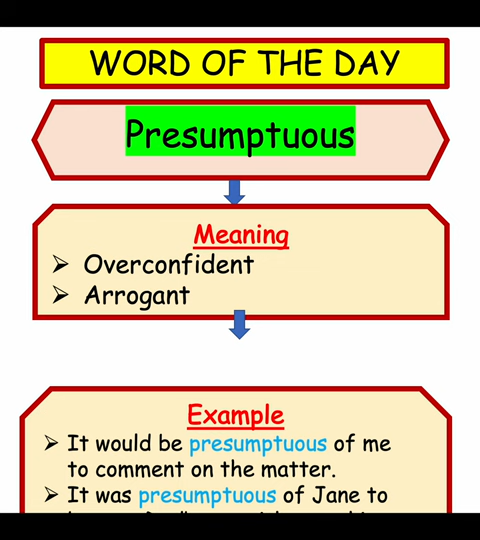 WORD OF THE DAY
Presumptuous
Meaning
➢ Overconfident
➢ Arrogant
Example
➢ It would be presumptuous of me
to comment on the matter.
➢ It was presumptuous of Jane to